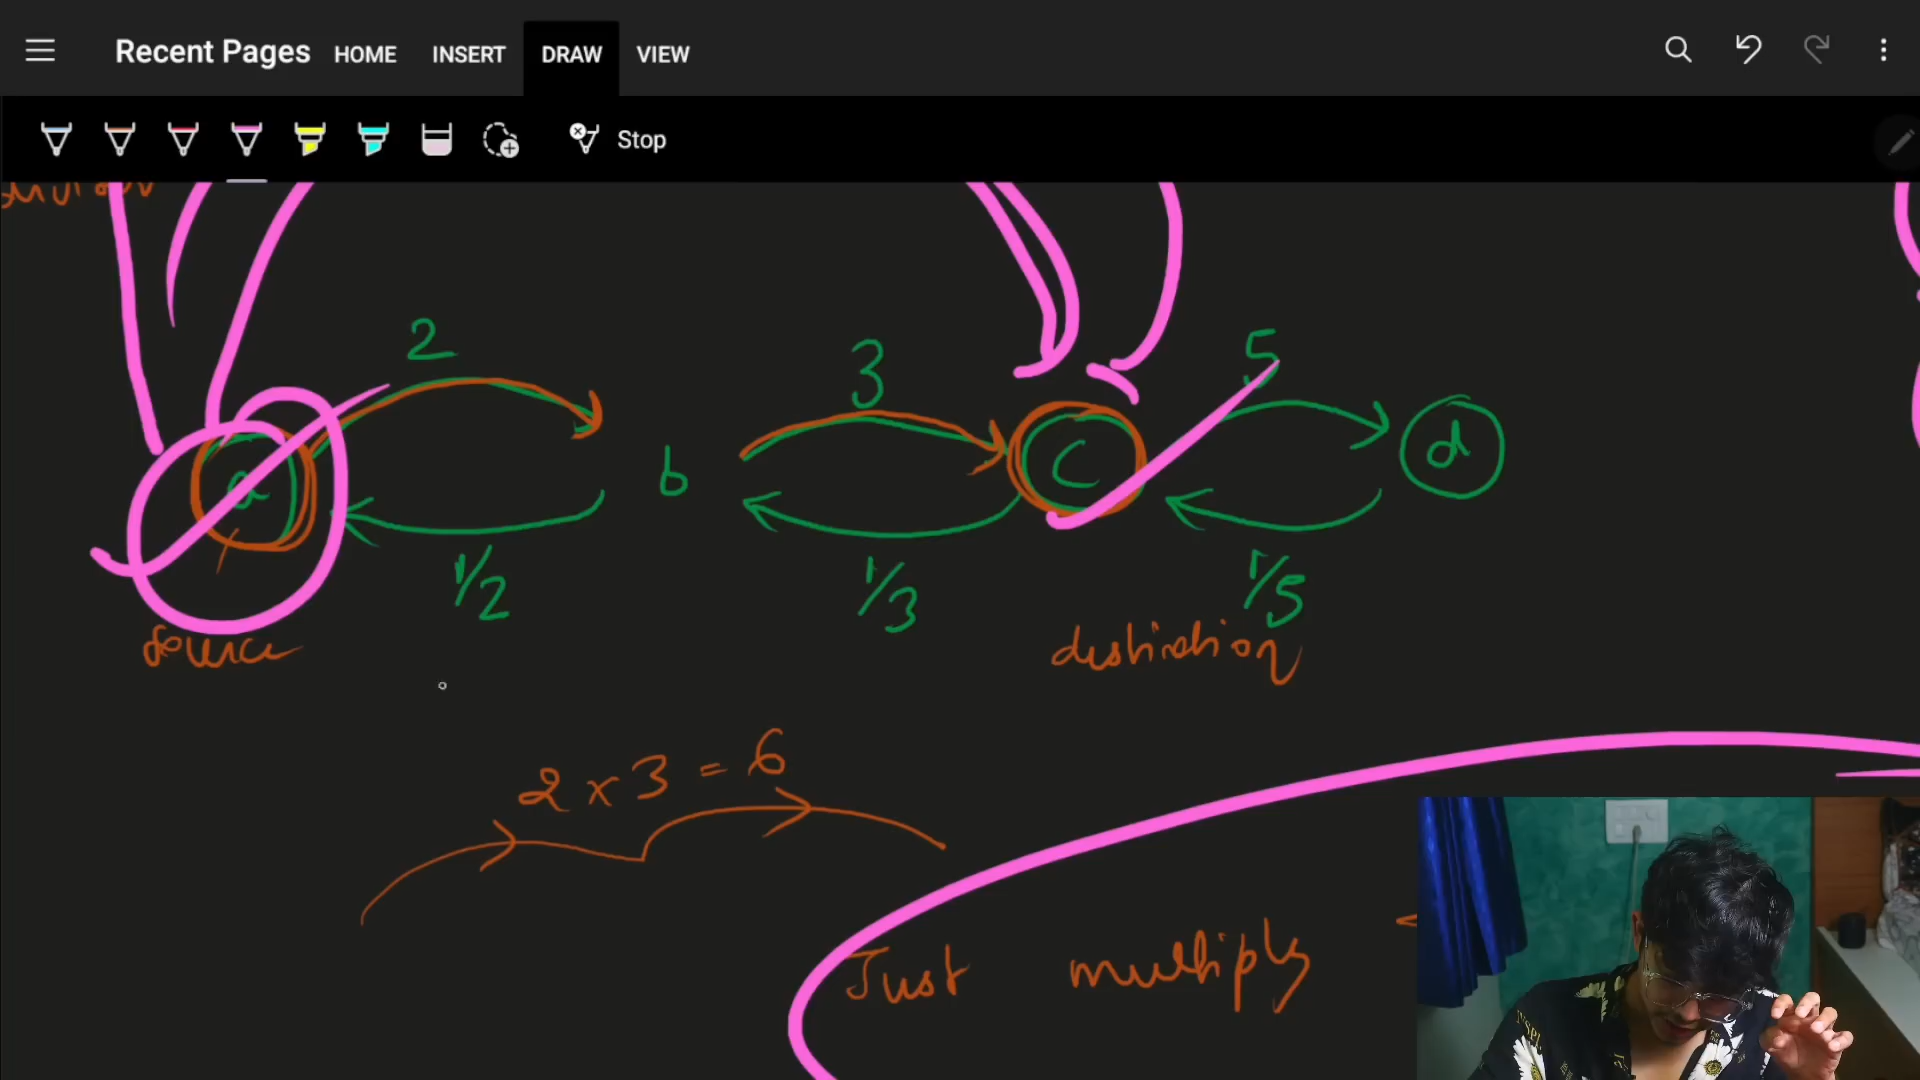 Recent Pages HOME INSERT DRAW VIEW
Stop
2 3 5
a b C d
1/2 1/3 1/5
source destination
2 x 3 = 6
Just multiply